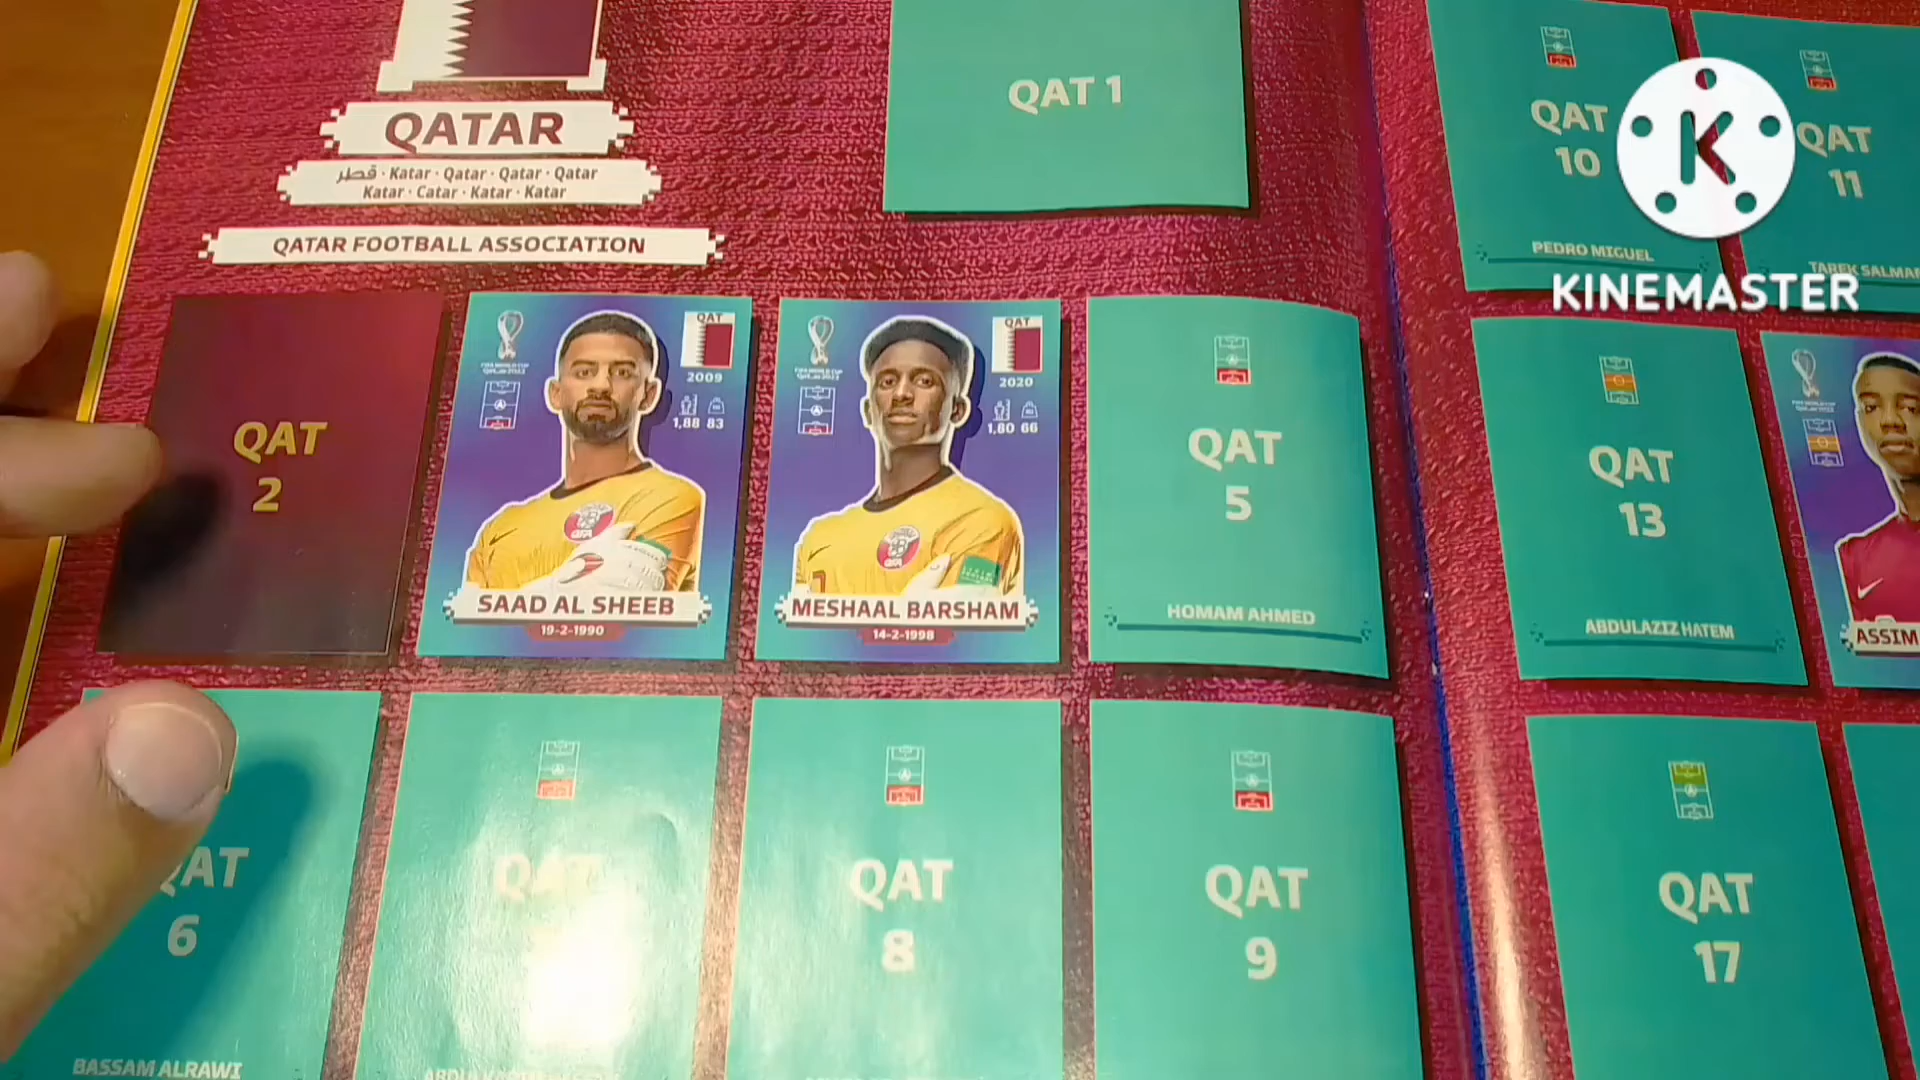 QATAR
قطر · Katar · Qatar · Qatar · Qatar
Katar · Catar · Katar · Katar
QATAR FOOTBALL ASSOCIATION
QAT 1
QAT
2
QAT
2009
1,88 83
SAAD AL SHEEB
19-2-1990
QAT
2020
1,80 66
MESHAAL BARSHAM
14-2-1998
QAT
5
HOMAM AHMED
QAT
6
BASSAM ALRAWI
QAT
QAT
8
QAT
9
QAT
10
PEDRO MIGUEL
QAT
11
TAREK SALMAN
K
KINEMASTER
QAT
13
ABDULAZIZ HATEM
ASSIM
QAT
17